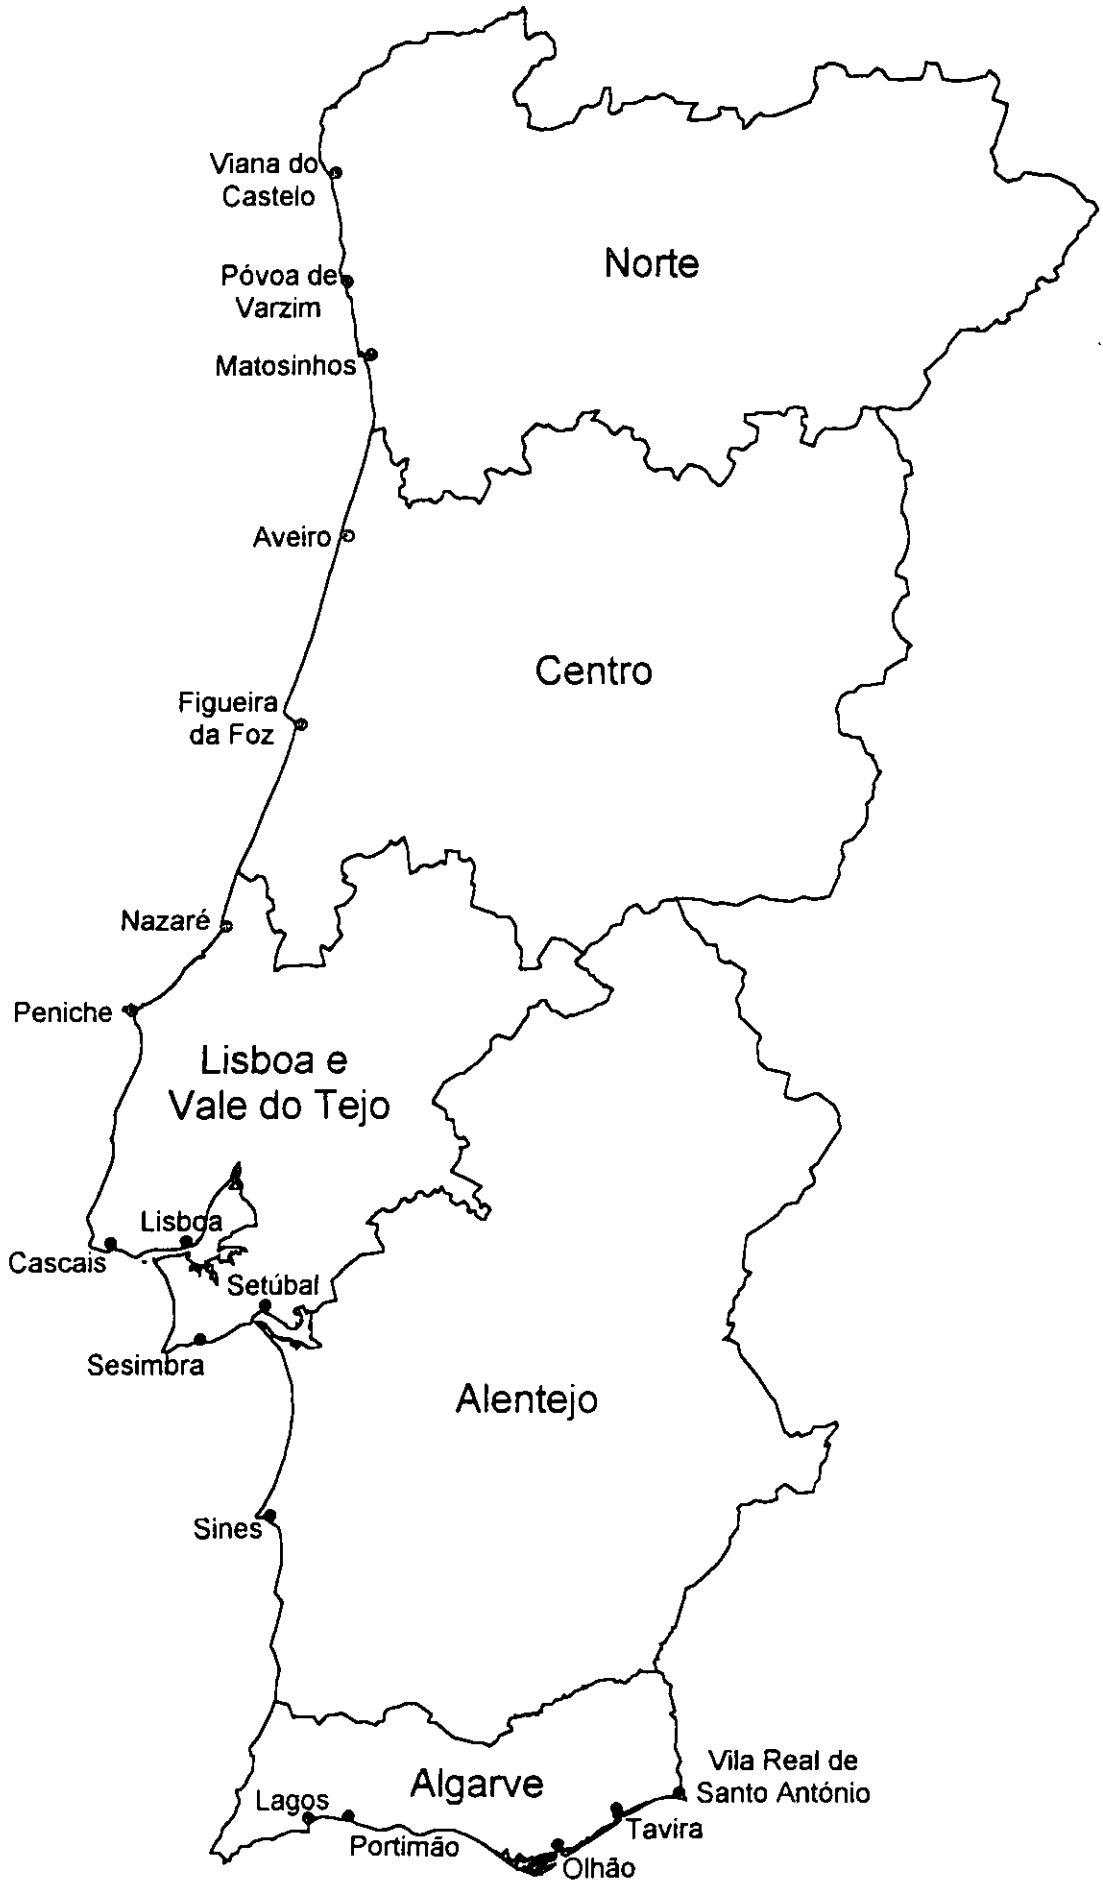 Viana do
Castelo
Norte
Póvoa de
Varzim
Matosinhos
Aveiro
Centro
Figueira
da Foz
Nazaré
Peniche
Lisboa e
Vale do Tejo
Lisboa
Cascais
Setúbal
Sesimbra
Alentejo
Sines
Vila Real de
Santo António
Algarve
Lagos
Tavira
Portimão
Olhão